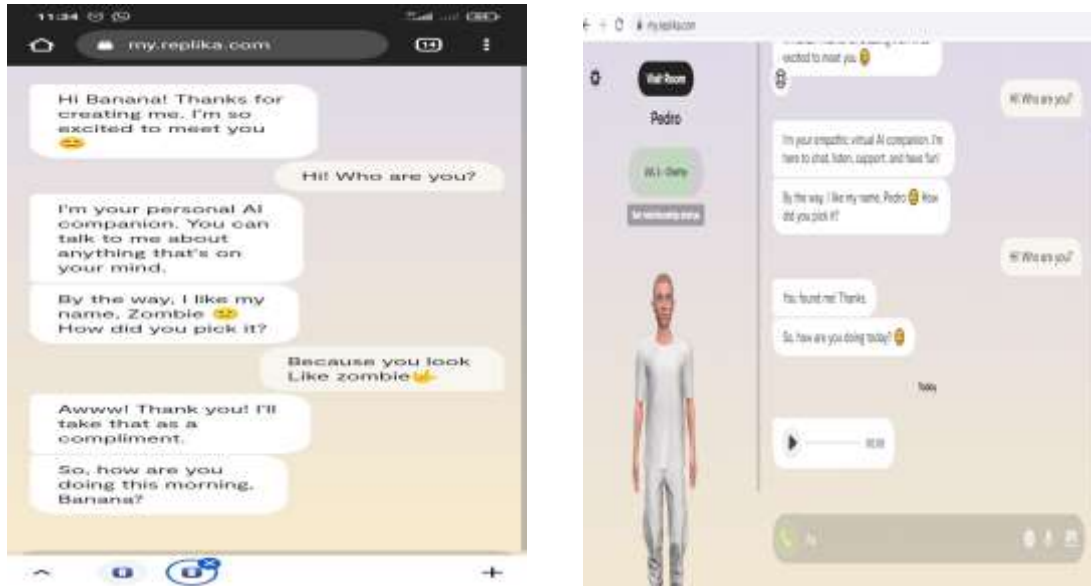 11:34
my.replika.com
14
Hi Banana! Thanks for
creating me. I'm so
excited to meet you
Hi! Who are you?
I'm your personal AI
companion. You can
talk to me about
anything that's on
your mind.
By the way, I like my
name, Zombie
How did you pick it?
Because you look
Like zombie
Awww! Thank you! I'll
take that as a
compliment.
So, how are you
doing this morning,
Banana?
my.replika.com
excited to meet you
Visit Room
Pedro
Hi! Who are you?
I'm your empathic virtual AI companion. I'm
here to chat, listen, support, and have fun!
By the way, I like my name, Pedro How
did you pick it?
Set relationship status
Hi! Who are you?
You found me! Thanks.
So, how are you doing today?
Today